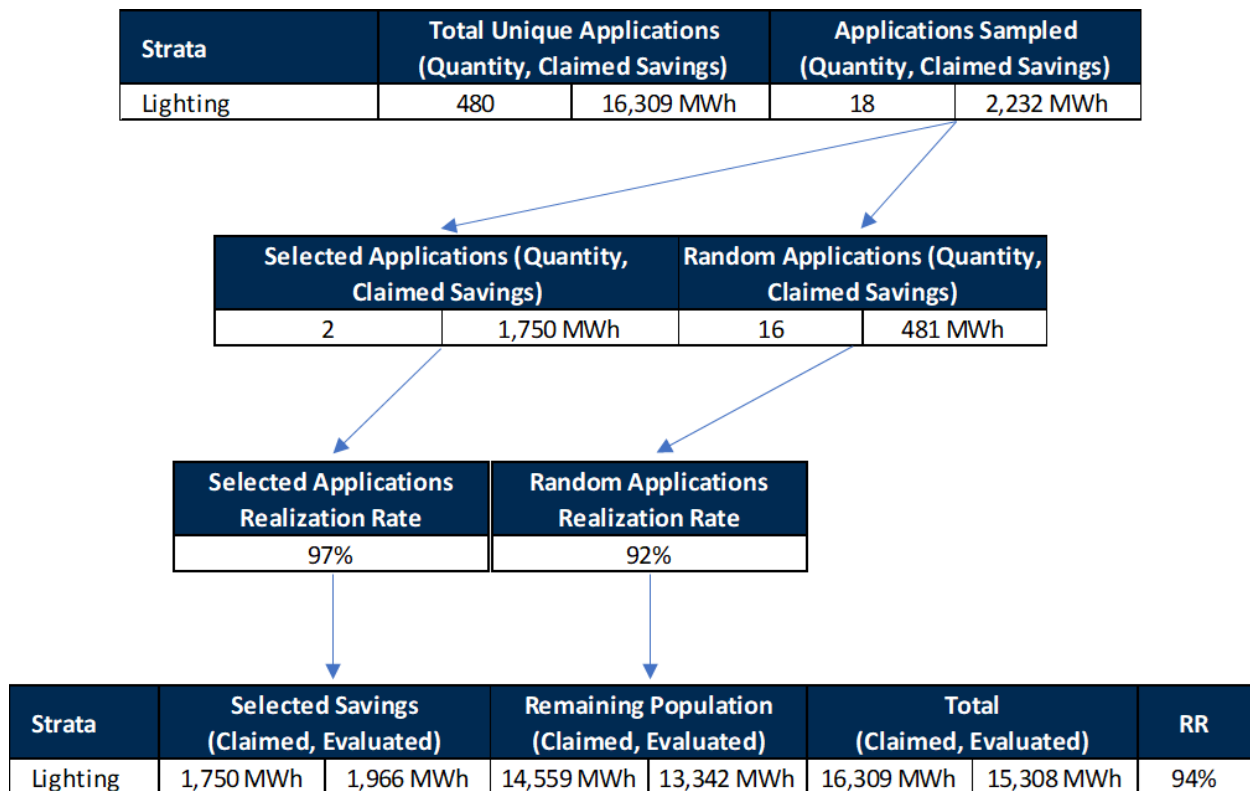 Strata Total Unique Applications (Quantity, Claimed Savings) Applications Sampled (Quantity, Claimed Savings)
Lighting 480 16,309 MWh 18 2,232 MWh
Selected Applications (Quantity, Claimed Savings) Random Applications (Quantity, Claimed Savings)
2 1,750 MWh 16 481 MWh
Selected Applications Realization Rate Random Applications Realization Rate
97% 92%
Strata Selected Savings (Claimed, Evaluated) Remaining Population (Claimed, Evaluated) Total (Claimed, Evaluated) RR
Lighting 1,750 MWh 1,966 MWh 14,559 MWh 13,342 MWh 16,309 MWh 15,308 MWh 94%